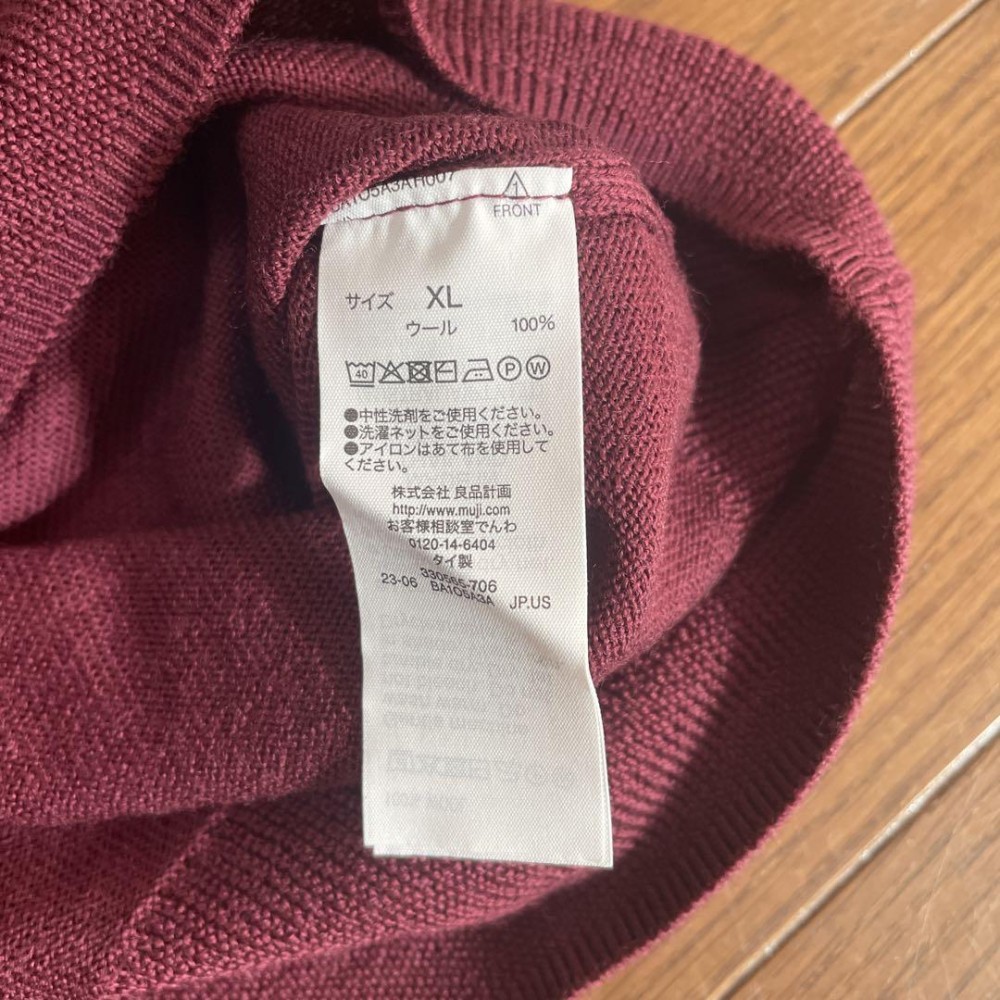 FRONT
サイズ XL
ウール 100%
40 P W
●中性洗剤をご使用ください。
●洗濯ネットをご使用ください。
●アイロンはあて布を使用して
ください。
株式会社 良品計画
http://www.muji.com
お客様相談室でんわ
0120-14-6404
タイ製
330565-706
23-06 BA1O5A3A JP.US